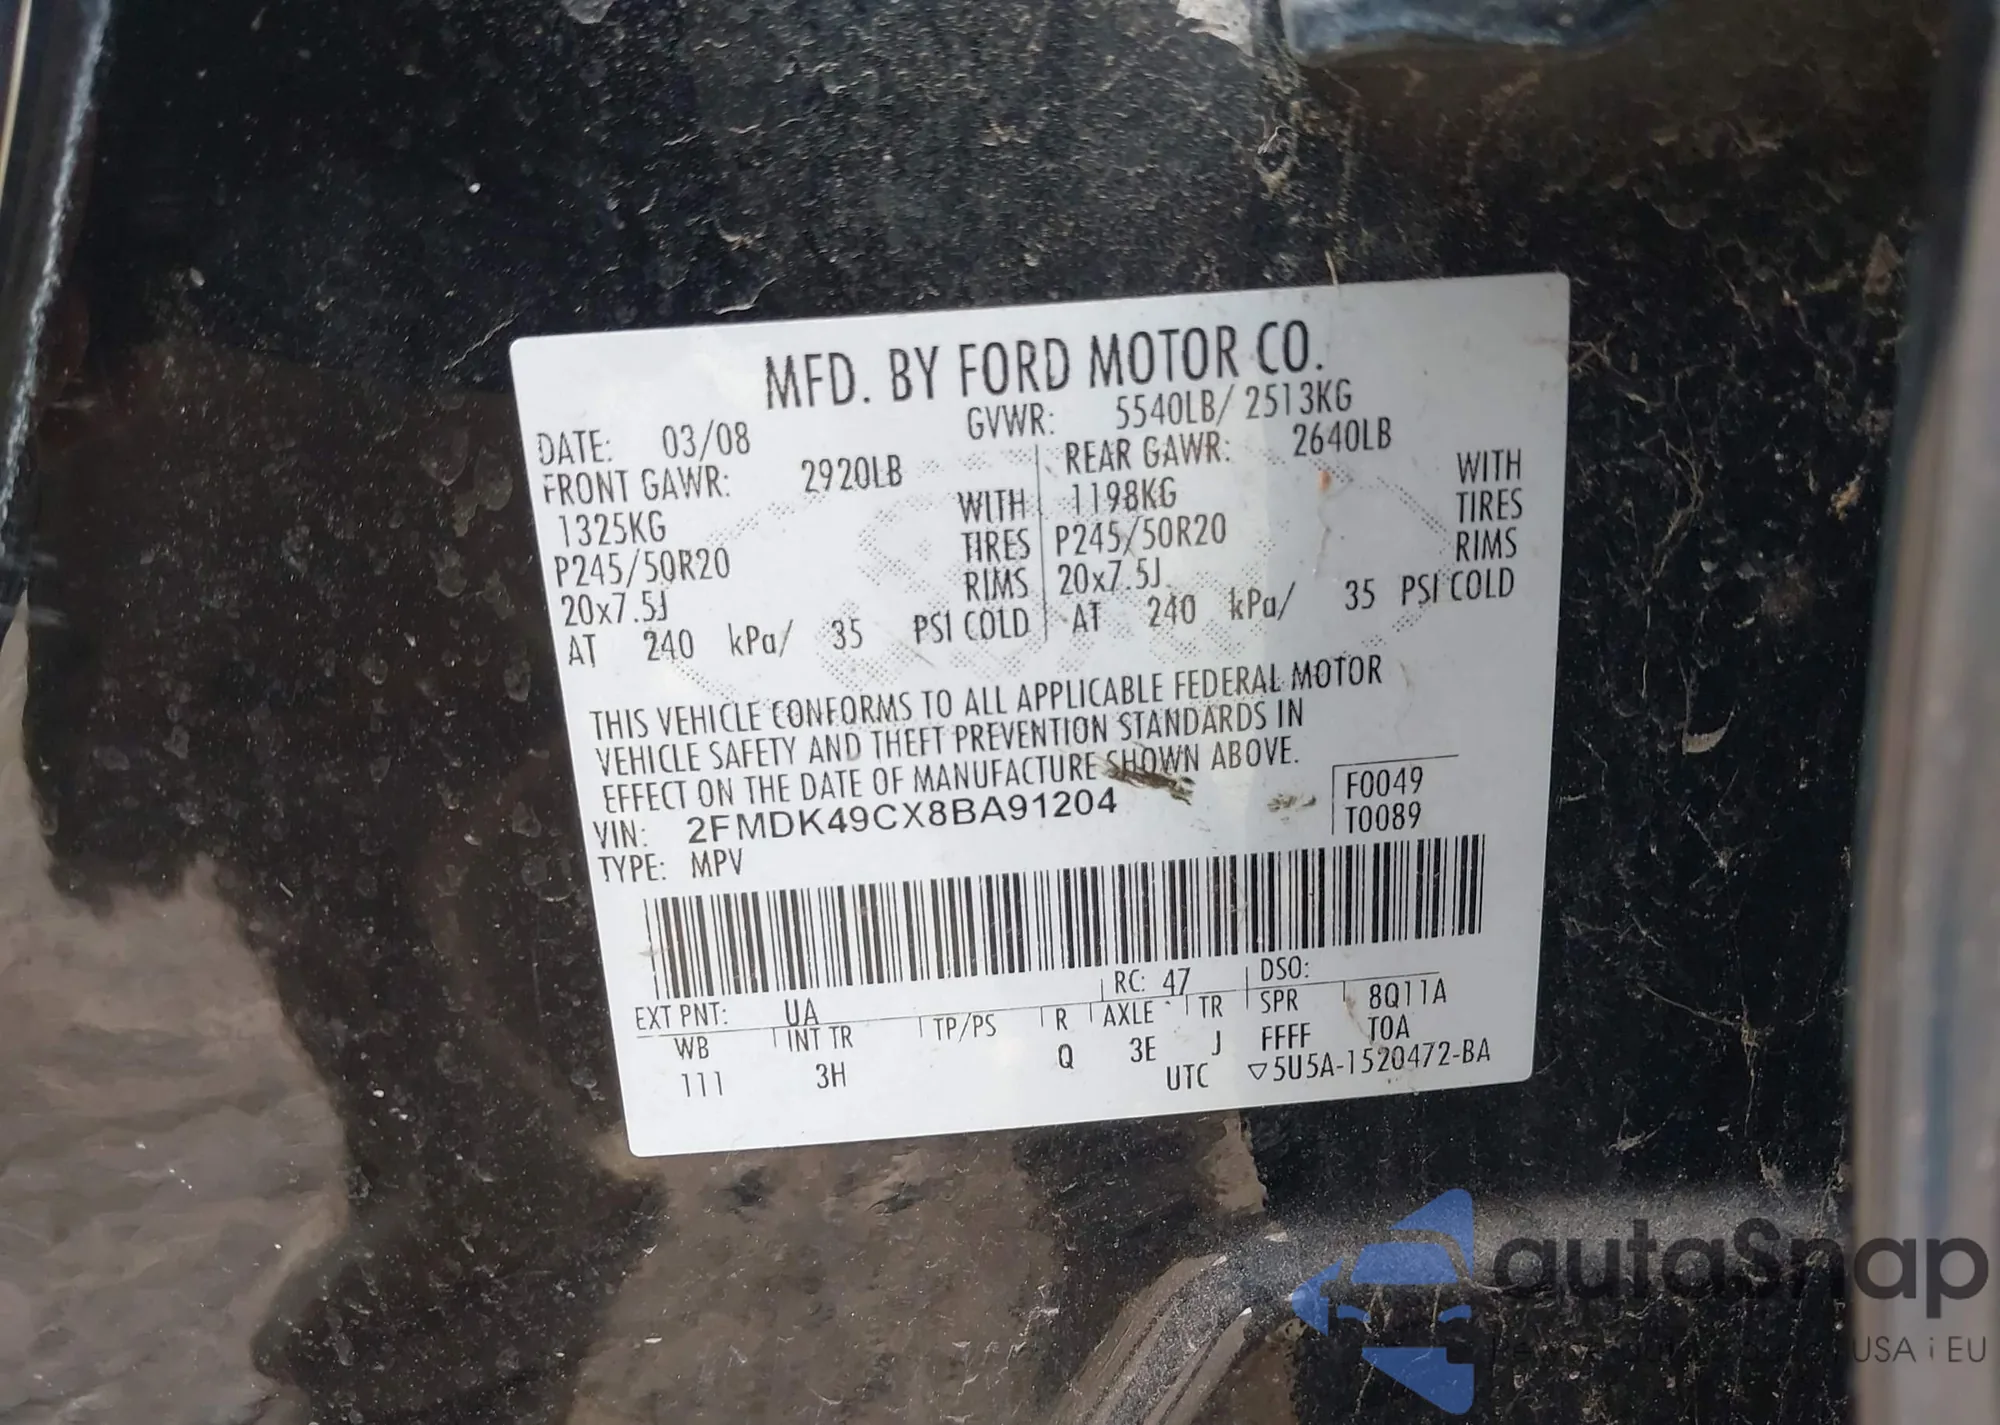 MFD. BY FORD MOTOR CO.
DATE: 03/08 GVWR: 5540LB/ 2513KG
FRONT GAWR: 2920LB REAR GAWR: 2640LB
1325KG WITH 1198KG WITH
P245/50R20 TIRES P245/50R20 TIRES
20x7.5J RIMS 20x7.5J RIMS
AT 240 kPa/ 35 PSI COLD AT 240 kPa/ 35 PSI COLD
THIS VEHICLE CONFORMS TO ALL APPLICABLE FEDERAL MOTOR
VEHICLE SAFETY AND THEFT PREVENTION STANDARDS IN
EFFECT ON THE DATE OF MANUFACTURE SHOWN ABOVE.
VIN: 2FMDK49CX8BA91204 F0049
TYPE: MPV T0089
EXT PNT: UA RC: 47 DSO:
WB INT TR TP/PS R AXLE TR SPR 8Q11A
111 3H Q 3E J FFFF T0A
UTC ▽5U5A-1520472-BA
autaSnap
USA i EU